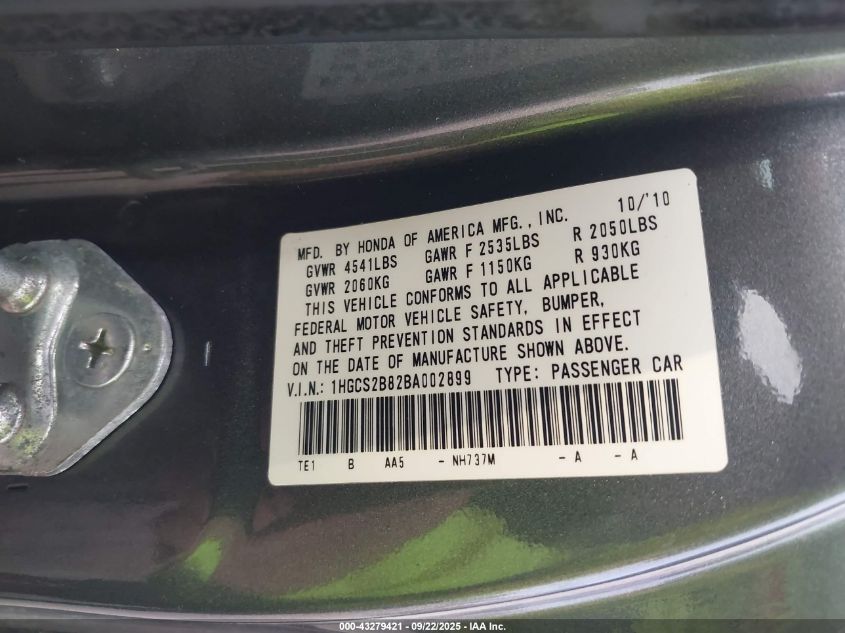 MFD. BY HONDA OF AMERICA MFG., INC. 10/'10
GVWR 4541LBS GAWR F 2535LBS R 2050LBS
GVWR 2060KG GAWR F 1150KG R 930KG
THIS VEHICLE CONFORMS TO ALL APPLICABLE
FEDERAL MOTOR VEHICLE SAFETY, BUMPER,
AND THEFT PREVENTION STANDARDS IN EFFECT
ON THE DATE OF MANUFACTURE SHOWN ABOVE.
V.I.N.: 1HGCS2B82BA002899 TYPE: PASSENGER CAR
TE1 B AA5 - NH737M - A - A
000-43279421 - 09/22/2025 - IAA Inc.